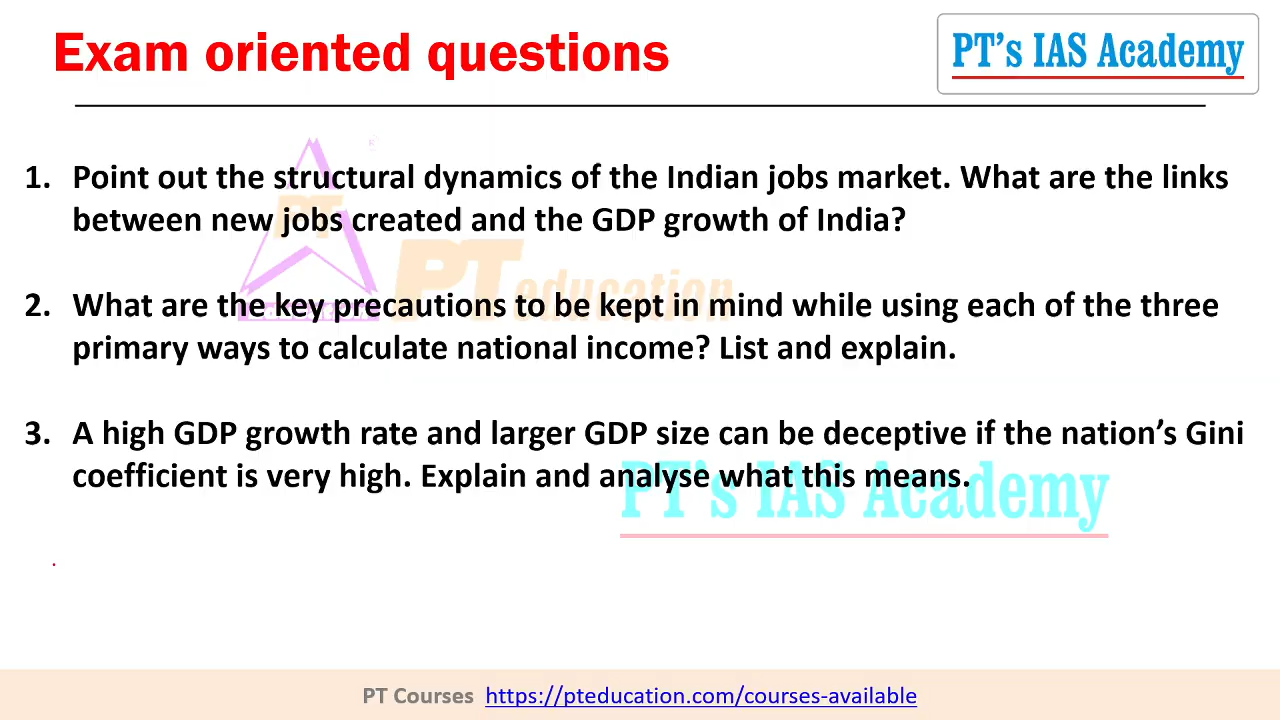 Exam oriented questions
PT's IAS Academy
1. Point out the structural dynamics of the Indian jobs market. What are the links
between new jobs created and the GDP growth of India?
2. What are the key precautions to be kept in mind while using each of the three
primary ways to calculate national income? List and explain.
3. A high GDP growth rate and larger GDP size can be deceptive if the nation’s Gini
coefficient is very high. Explain and analyse what this means.
PT
PT education
PT's IAS Academy
PT Courses https://pteducation.com/courses-available